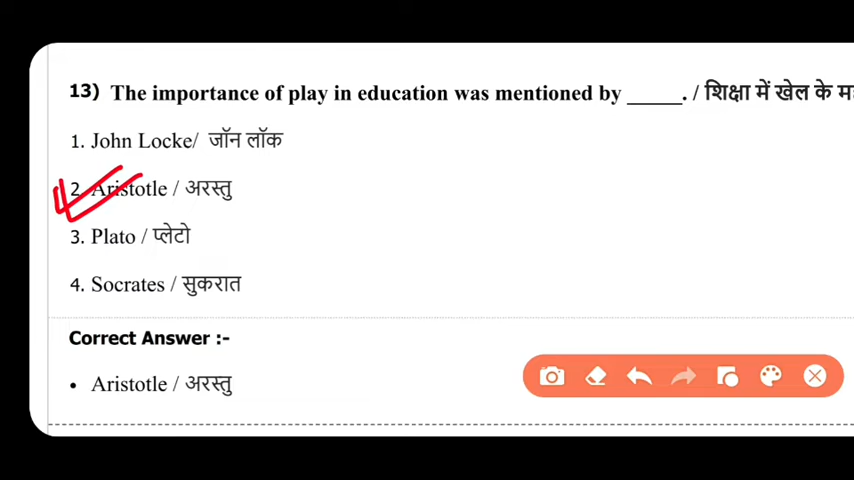 13) The importance of play in education was mentioned by _____. / शिक्षा में खेल के
1. John Locke/ जॉन लॉक
2. Aristotle / अरस्तु
3. Plato / प्लेटो
4. Socrates / सुकरात
Correct Answer :-
• Aristotle / अरस्तु